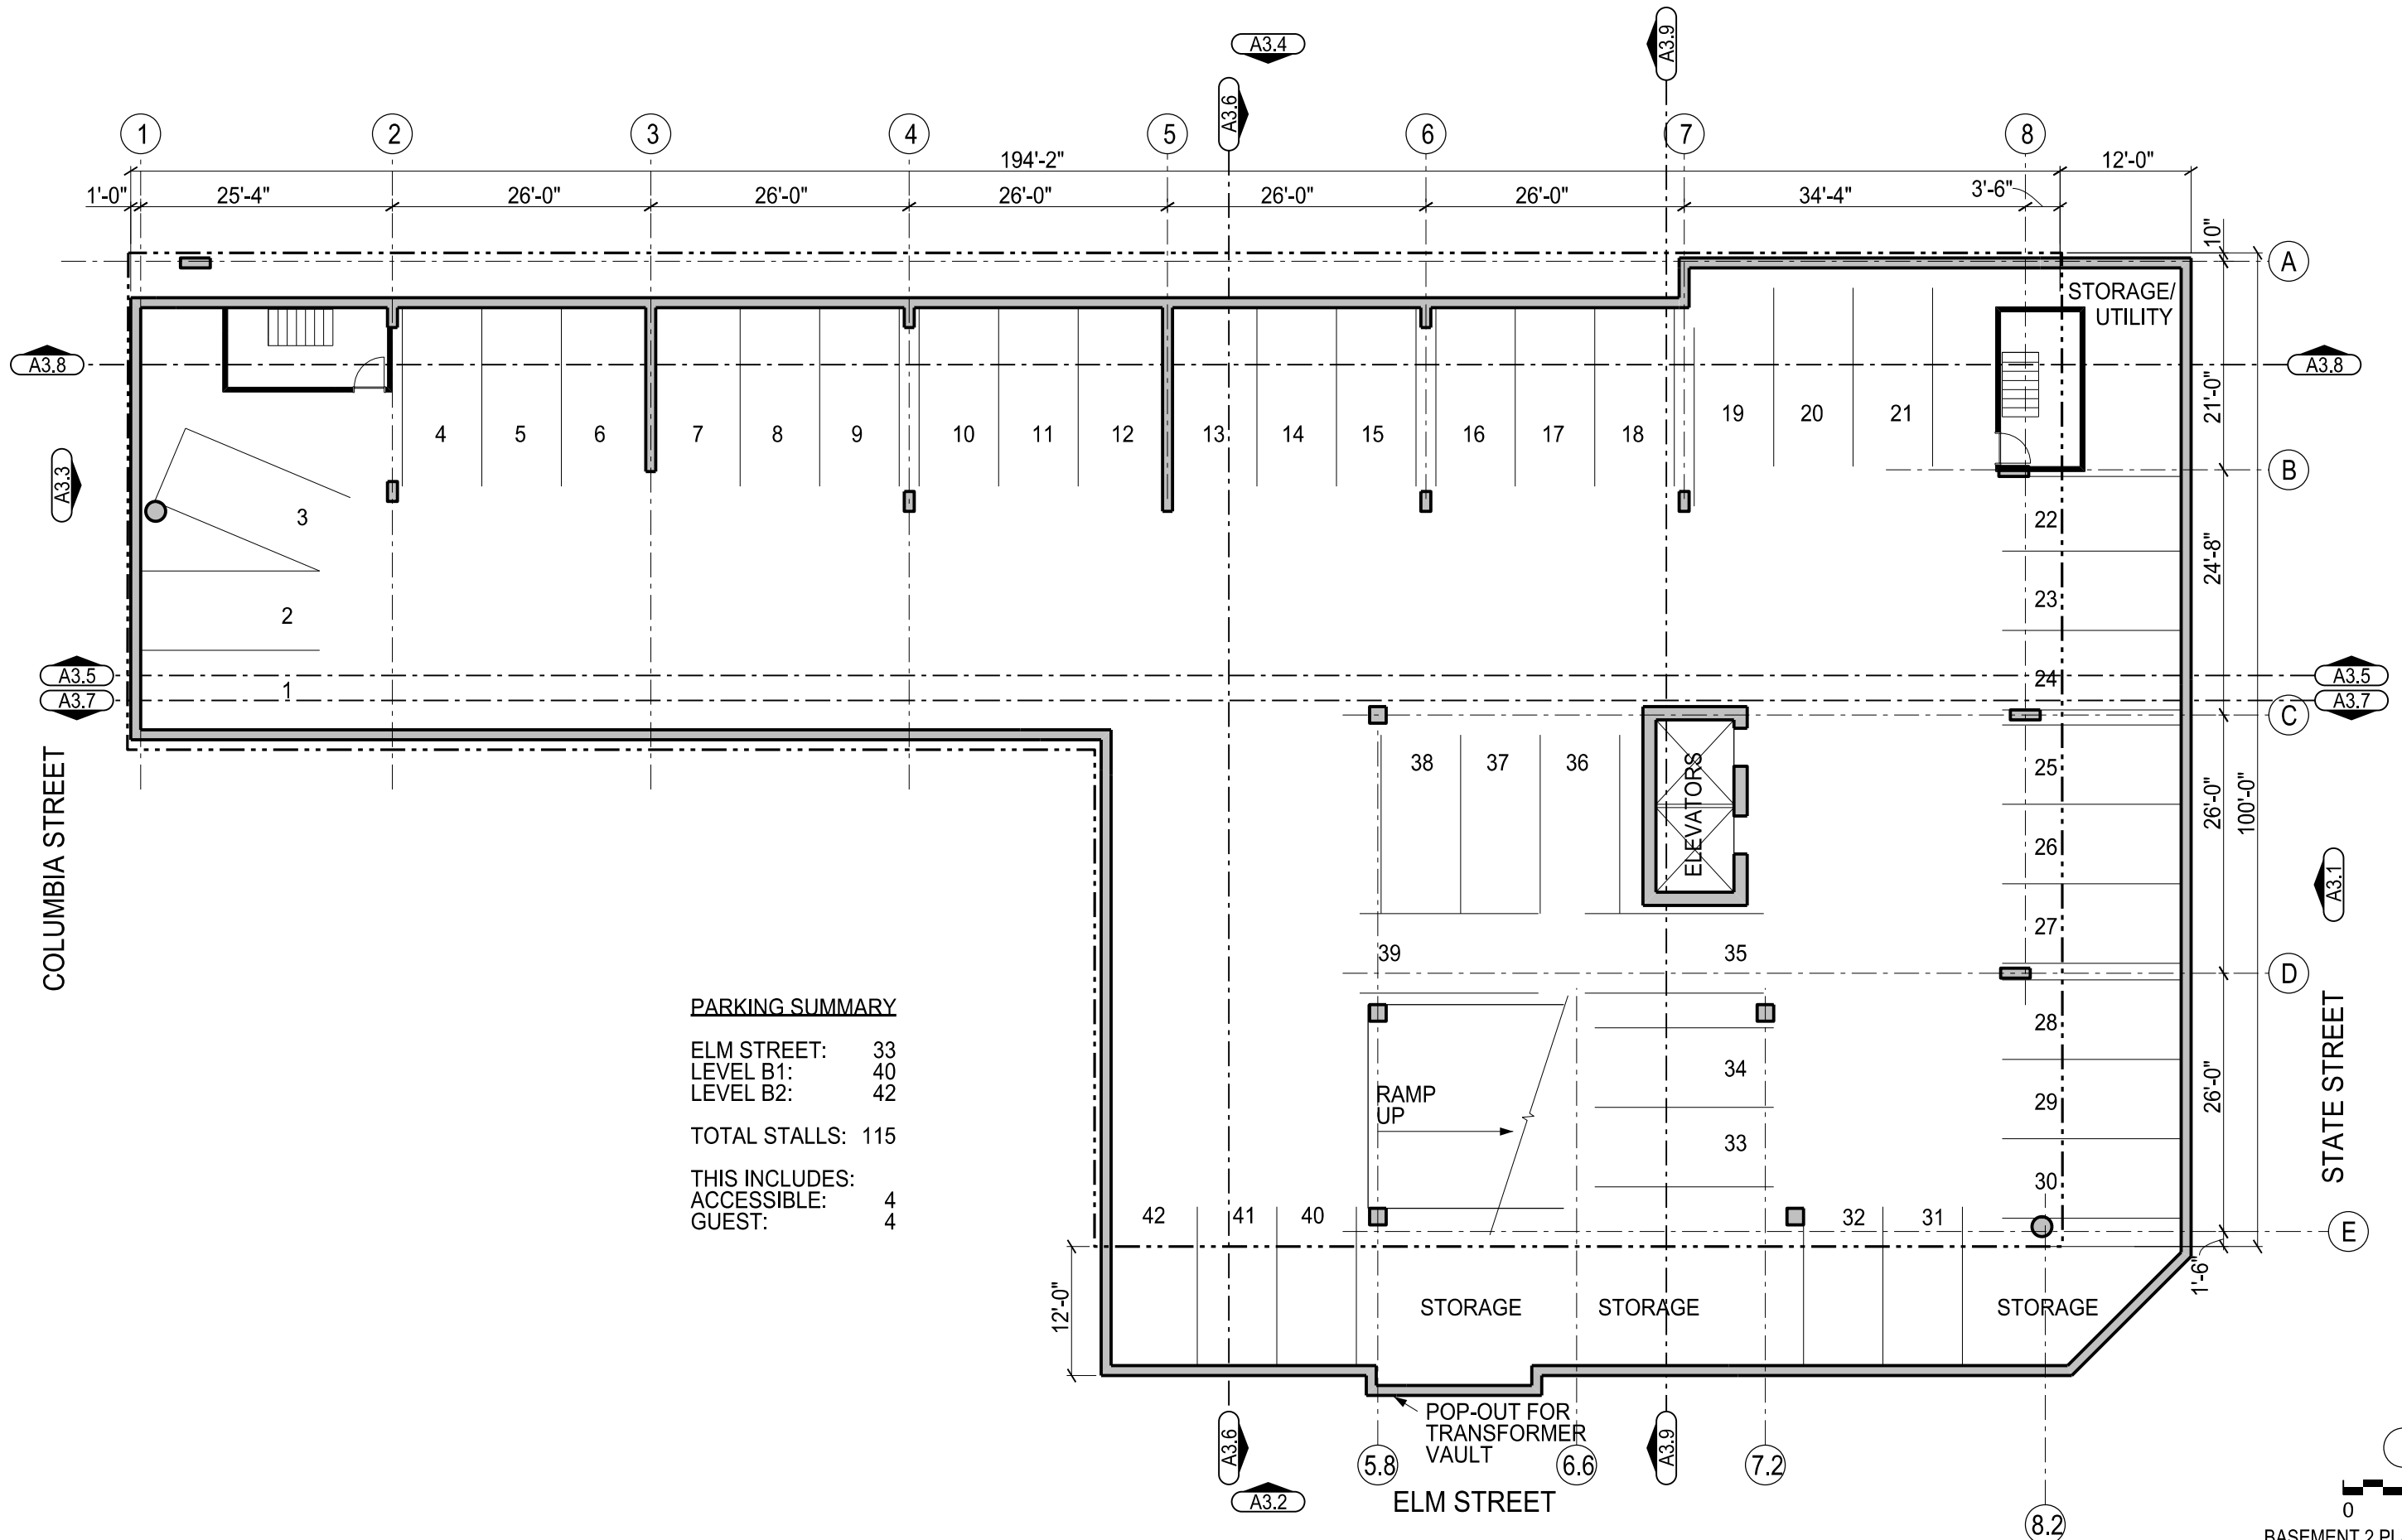 A3.4
A3.9
A3.6
1
2
3
4
5
6
7
8
194'-2"
12'-0"
1'-0"
25'-4"
26'-0"
26'-0"
26'-0"
26'-0"
26'-0"
34'-4"
3'-6"
10"
A
STORAGE/
UTILITY
A3.8
A3.8
21'-0"
4
5
6
7
8
9
10
11
12
13
14
15
16
17
18
19
20
21
B
A3.3
3
22
24'-8"
23
2
24
1
A3.5
A3.7
A3.5
A3.7
C
COLUMBIA STREET
38
37
36
ELEVATORS
25
26
27
26'-0"
100'-0"
A3.1
39
35
D
PARKING SUMMARY
ELM STREET: 33
LEVEL B1: 40
LEVEL B2: 42
TOTAL STALLS: 115
THIS INCLUDES:
ACCESSIBLE: 4
GUEST: 4
RAMP
UP
34
33
28
29
30
26'-0"
STATE STREET
42
41
40
32
31
E
1'-6"
12'-0"
STORAGE
STORAGE
STORAGE
POP-OUT FOR
TRANSFORMER
VAULT
A3.6
A3.9
5.8
6.6
7.2
8.2
A3.2
ELM STREET
0
BASEMENT 2 PL